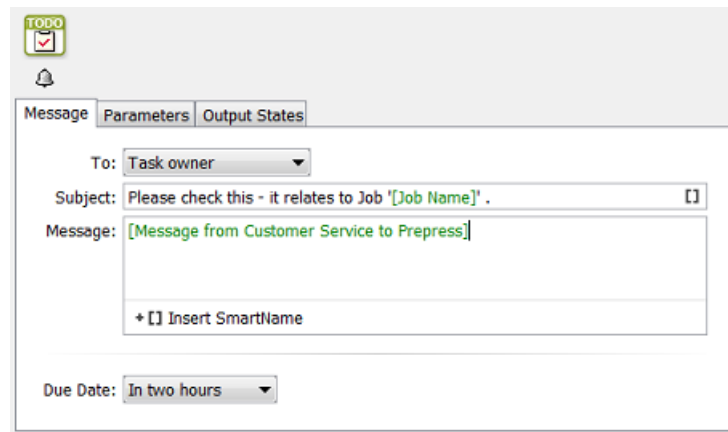 TODO
Message Parameters Output States
To: Task owner
Subject: Please check this - it relates to Job '[Job Name]' . []
Message: [Message from Customer Service to Prepress]
+ [] Insert SmartName
Due Date: In two hours